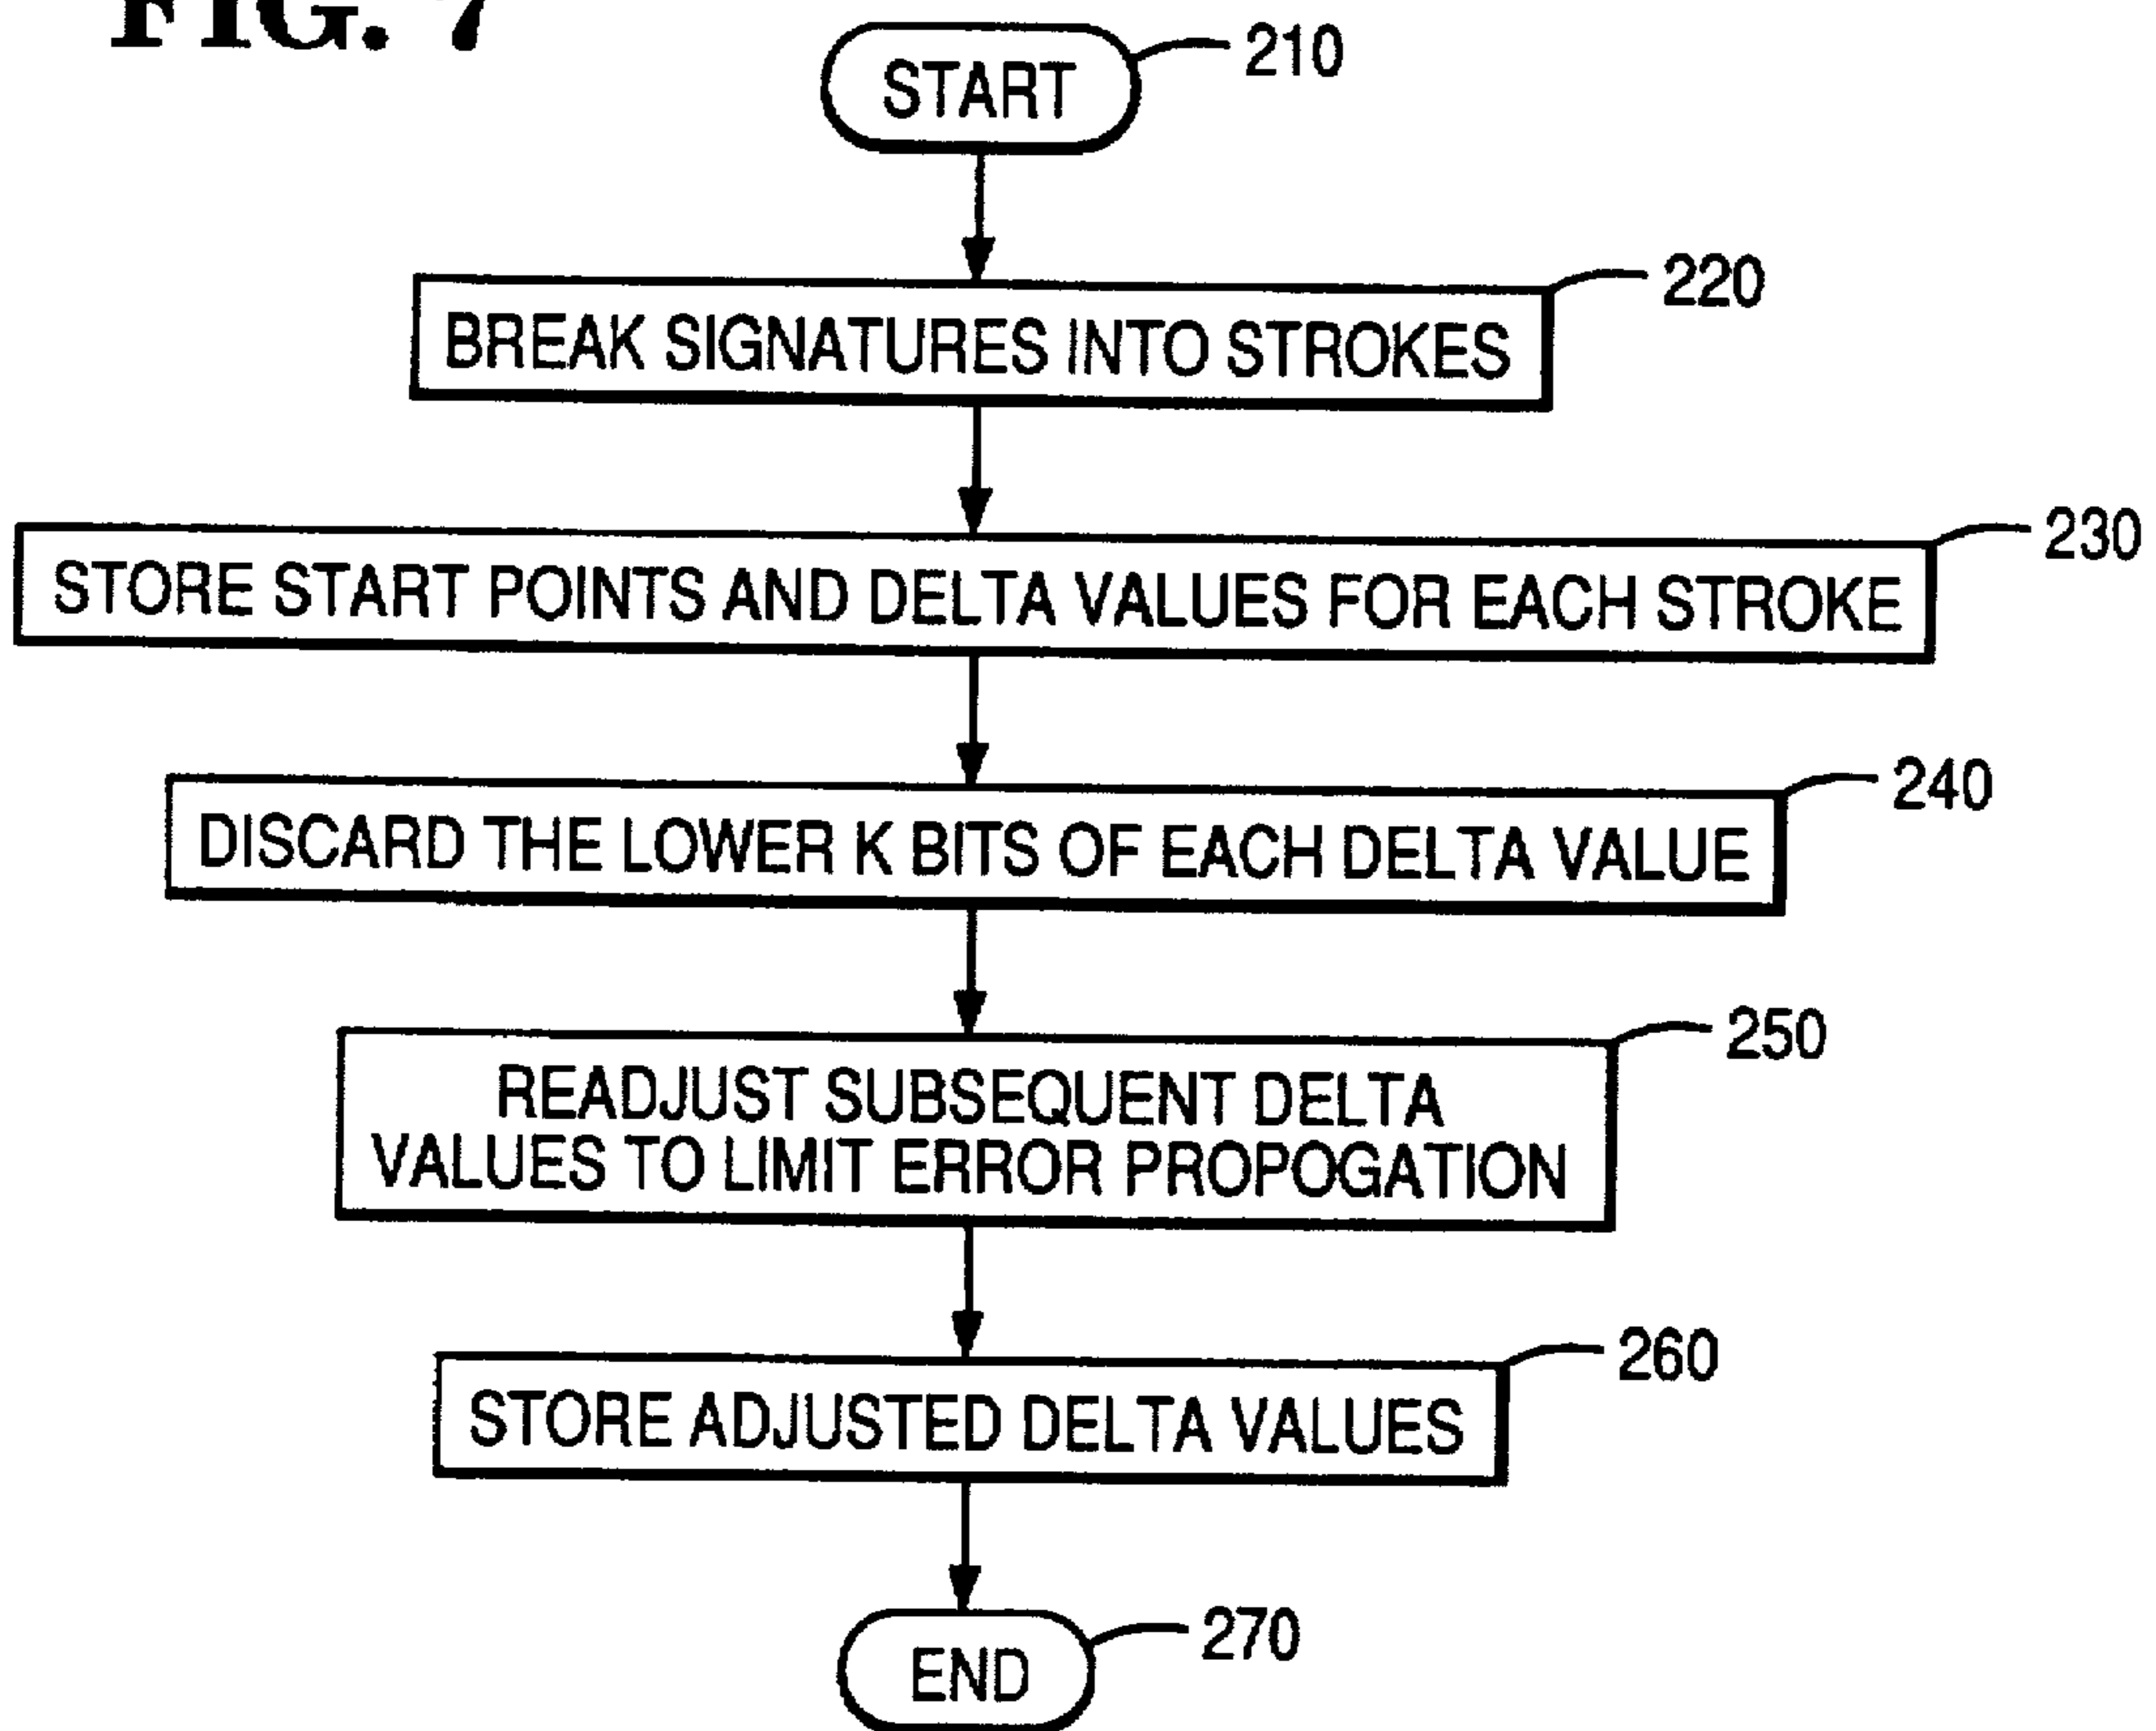 FIG. 7
START 210
BREAK SIGNATURES INTO STROKES 220
STORE START POINTS AND DELTA VALUES FOR EACH STROKE 230
DISCARD THE LOWER K BITS OF EACH DELTA VALUE 240
READJUST SUBSEQUENT DELTA 250
VALUES TO LIMIT ERROR PROPOGATION
STORE ADJUSTED DELTA VALUES 260
END 270